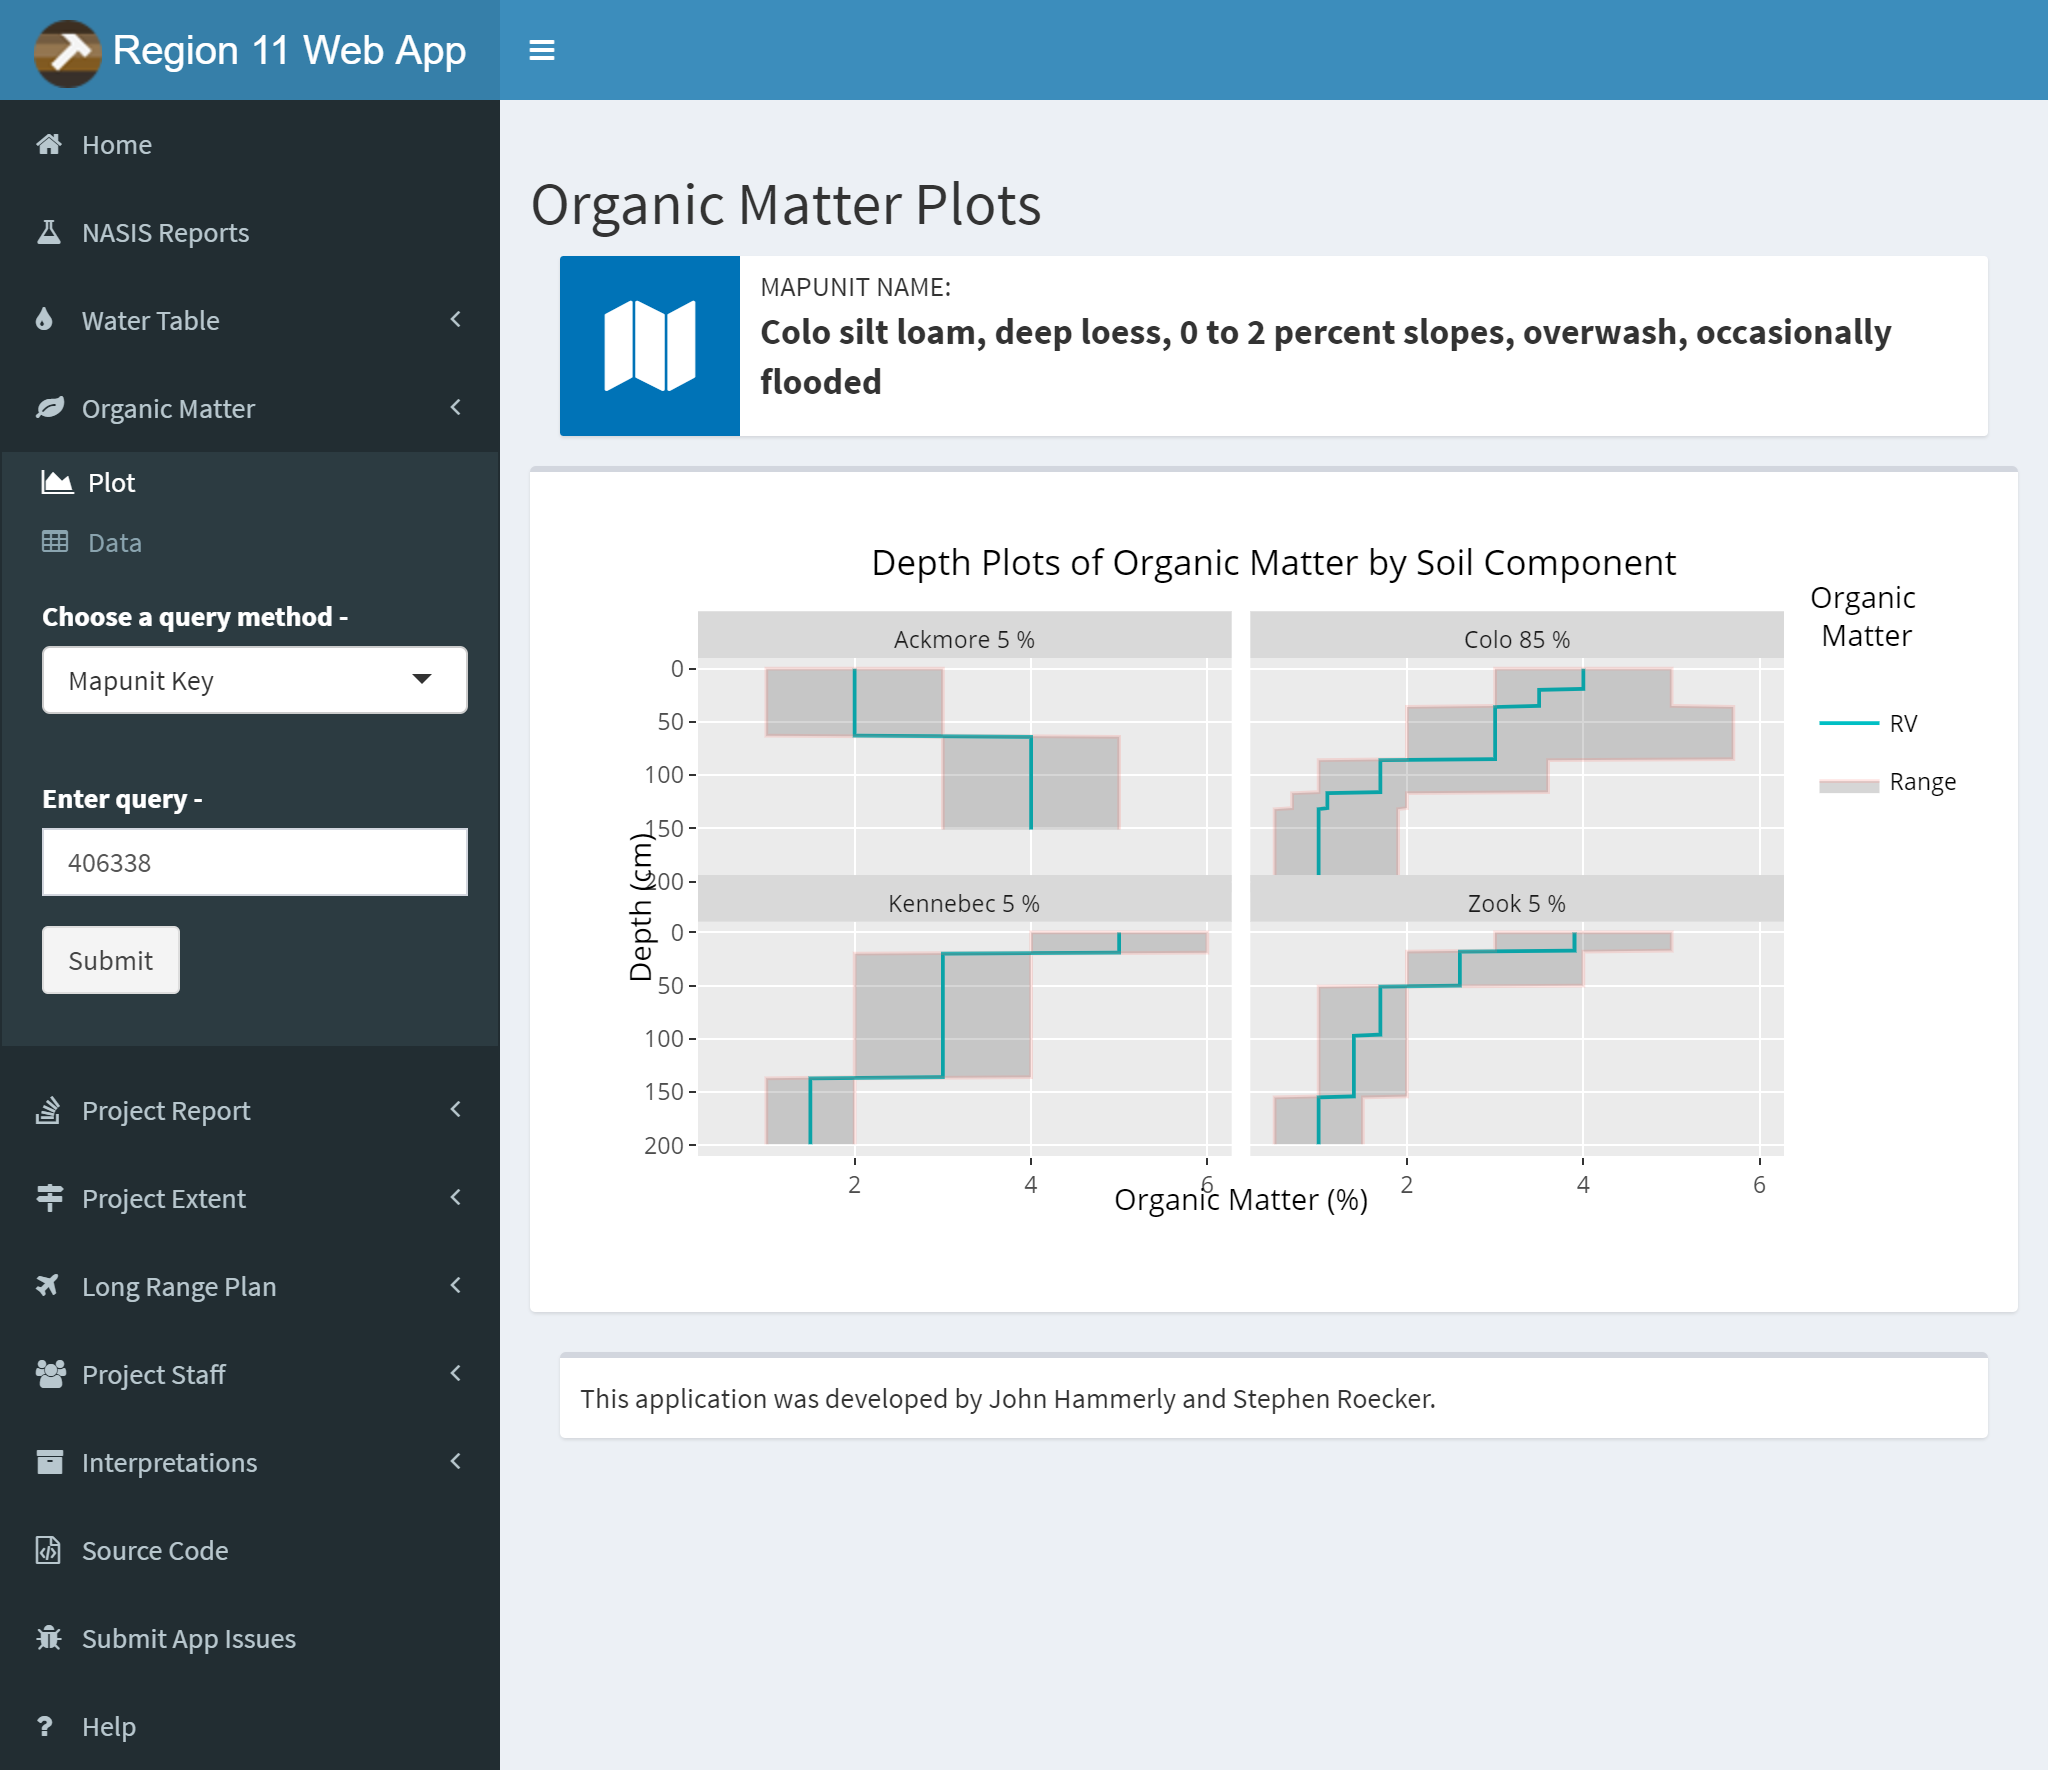 Region 11 Web App
Home
NASIS Reports
Water Table
Organic Matter
Plot
Data
Choose a query method -
Mapunit Key
Enter query -
406338
Submit
Project Report
Project Extent
Long Range Plan
Project Staff
Interpretations
Source Code
Submit App Issues
? Help
Organic Matter Plots
MAPUNIT NAME:
Colo silt loam, deep loess, 0 to 2 percent slopes, overwash, occasionally
flooded
Depth Plots of Organic Matter by Soil Component
Organic
Matter
RV
Range
Ackmore 5 %
Colo 85 %
0
50
100
150
200
Kennebec 5 %
Zook 5 %
0
50
100
150
200
Depth (cm)
2 4 6 2 4 6
Organic Matter (%)
This application was developed by John Hammerly and Stephen Roecker.